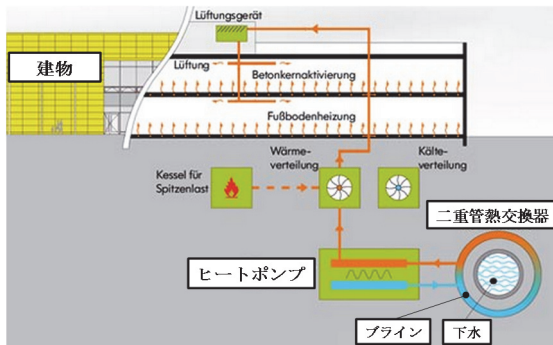 Lüftungsgerät
建物
Lüftung
Betonkernaktivierung
Fußbodenheizung
Wärme-
verteilung
Kälte-
verteilung
Kessel für
Spitzenlast
二重管熱交換器
ヒートポンプ
ブライン
下水